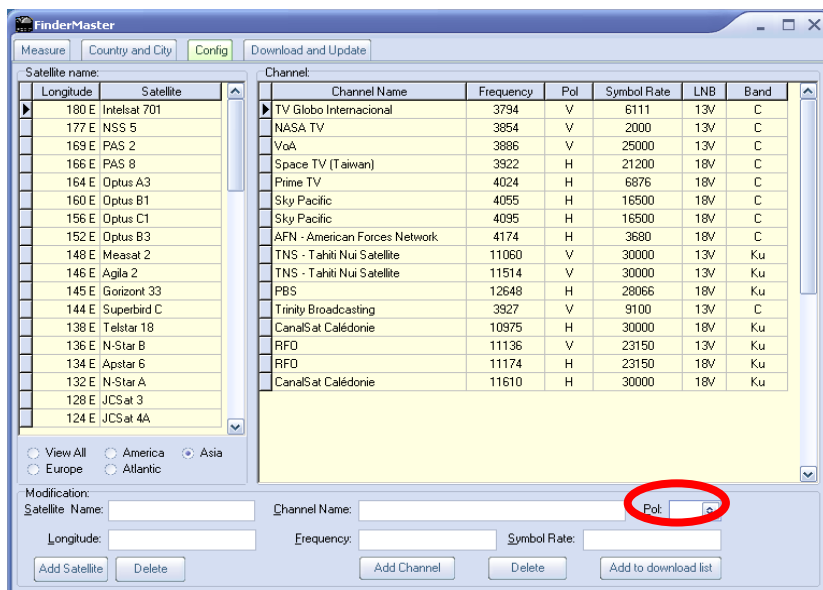 FinderMaster
Measure Country and City Config Download and Update
Satellite name:
Longitude Satellite
180 E Intelsat 701
177 E NSS 5
169 E PAS 2
166 E PAS 8
164 E Optus A3
160 E Optus B1
156 E Optus C1
152 E Optus B3
148 E Measat 2
146 E Agila 2
145 E Gorizont 33
144 E Superbird C
138 E Telstar 18
136 E N-Star B
134 E Apstar 6
132 E N-Star A
128 E JCSat 3
124 E JCSat 4A
View All America Asia
Europe Atlantic
Channel:
Channel Name Frequency Pol Symbol Rate LNB Band
TV Globo Internacional 3794 V 6111 13V C
NASA TV 3854 V 2000 13V C
VoA 3886 V 25000 13V C
Space TV (Taiwan) 3922 H 21200 18V C
Prime TV 4024 H 6876 18V C
Sky Pacific 4055 H 16500 18V C
Sky Pacific 4095 H 16500 18V C
AFN - American Forces Network 4174 H 3680 18V C
TNS - Tahiti Nui Satellite 11060 V 30000 13V Ku
TNS - Tahiti Nui Satellite 11514 V 30000 13V Ku
PBS 12648 H 28066 18V Ku
Trinity Broadcasting 3927 V 9100 13V C
CanalSat Calédonie 10975 H 30000 18V Ku
RFO 11136 V 23150 13V Ku
RFO 11174 H 23150 18V Ku
CanalSat Calédonie 11610 H 30000 18V Ku
Modification:
Satellite Name: Channel Name: Pol:
Longitude: Frequency: Symbol Rate:
Add Satellite Delete Add Channel Delete Add to download list